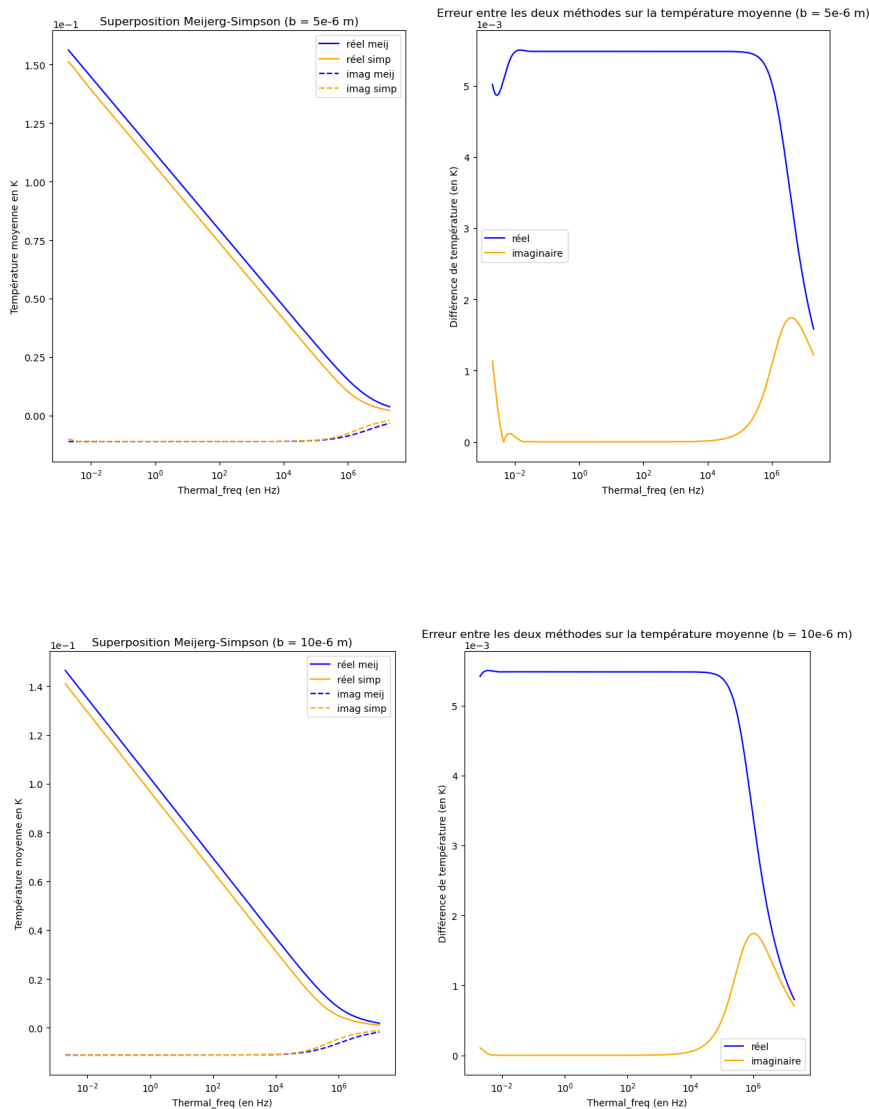 Superposition Meijerg-Simpson (b = 5e-6 m)
1e−1
réel meij
réel simp
imag meij
imag simp
1.50
1.25
1.00
0.75
0.50
0.25
0.00
Température moyenne en K
10⁻² 10⁰ 10² 10⁴ 10⁶
Thermal_freq (en Hz)
Erreur entre les deux méthodes sur la température moyenne (b = 5e-6 m)
1e−3
5
4
3
2
1
0
Différence de température (en K)
réel
imaginaire
10⁻² 10⁰ 10² 10⁴ 10⁶
Thermal_freq (en Hz)
Superposition Meijerg-Simpson (b = 10e-6 m)
1e−1
réel meij
réel simp
imag meij
imag simp
1.4
1.2
1.0
0.8
0.6
0.4
0.2
0.0
Température moyenne en K
10⁻² 10⁰ 10² 10⁴ 10⁶
Thermal_freq (en Hz)
Erreur entre les deux méthodes sur la température moyenne (b = 10e-6 m)
1e−3
5
4
3
2
1
0
Différence de température (en K)
réel
imaginaire
10⁻² 10⁰ 10² 10⁴ 10⁶
Thermal_freq (en Hz)